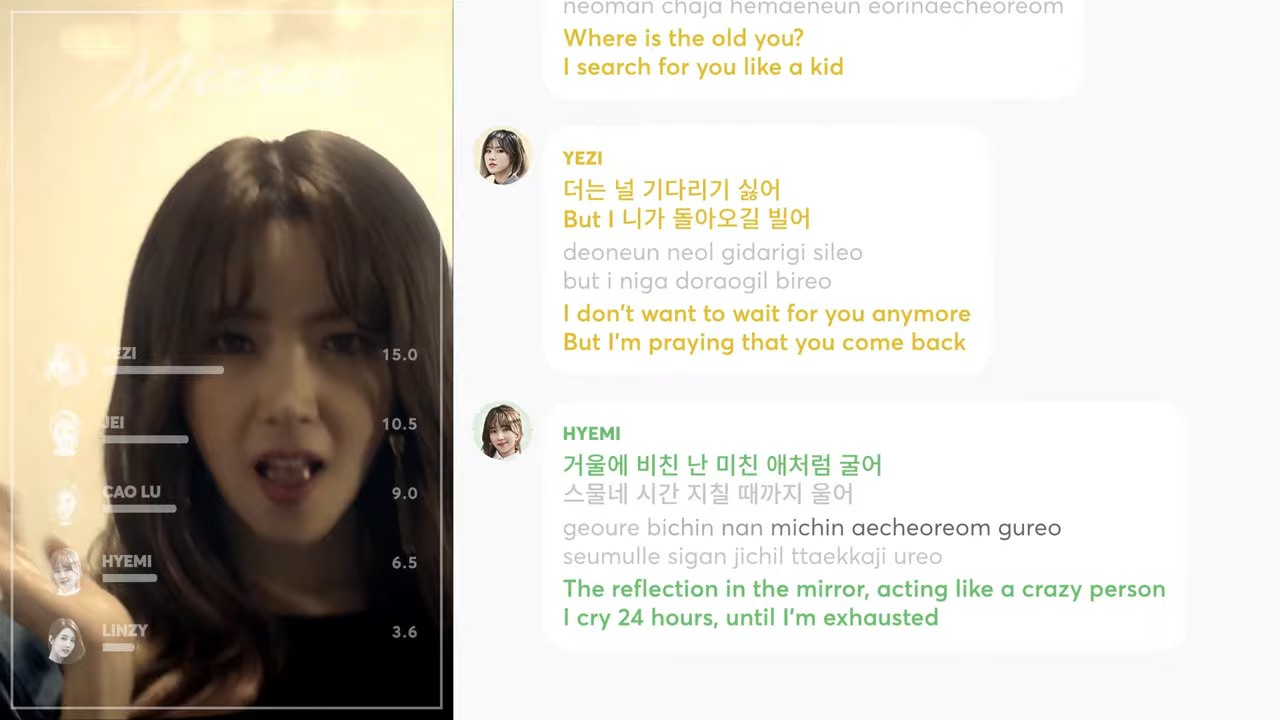 Mirror
YEZI 15.0
JEI 10.5
CAO LU 9.0
HYEMI 6.5
LINZY 3.6
neoman chaja hemaeneun eorinaecheoreom
Where is the old you?
I search for you like a kid
YEZI
더는 널 기다리기 싫어
But I 니가 돌아오길 빌어
deoneun neol gidarigi sileo
but i niga doraogil bireo
I don't want to wait for you anymore
But I'm praying that you come back
HYEMI
거울에 비친 난 미친 애처럼 굴어
스물네 시간 지칠 때까지 울어
geoure bichin nan michin aecheoreom gureo
seumulle sigan jichil ttaekkaji ureo
The reflection in the mirror, acting like a crazy person
I cry 24 hours, until I'm exhausted